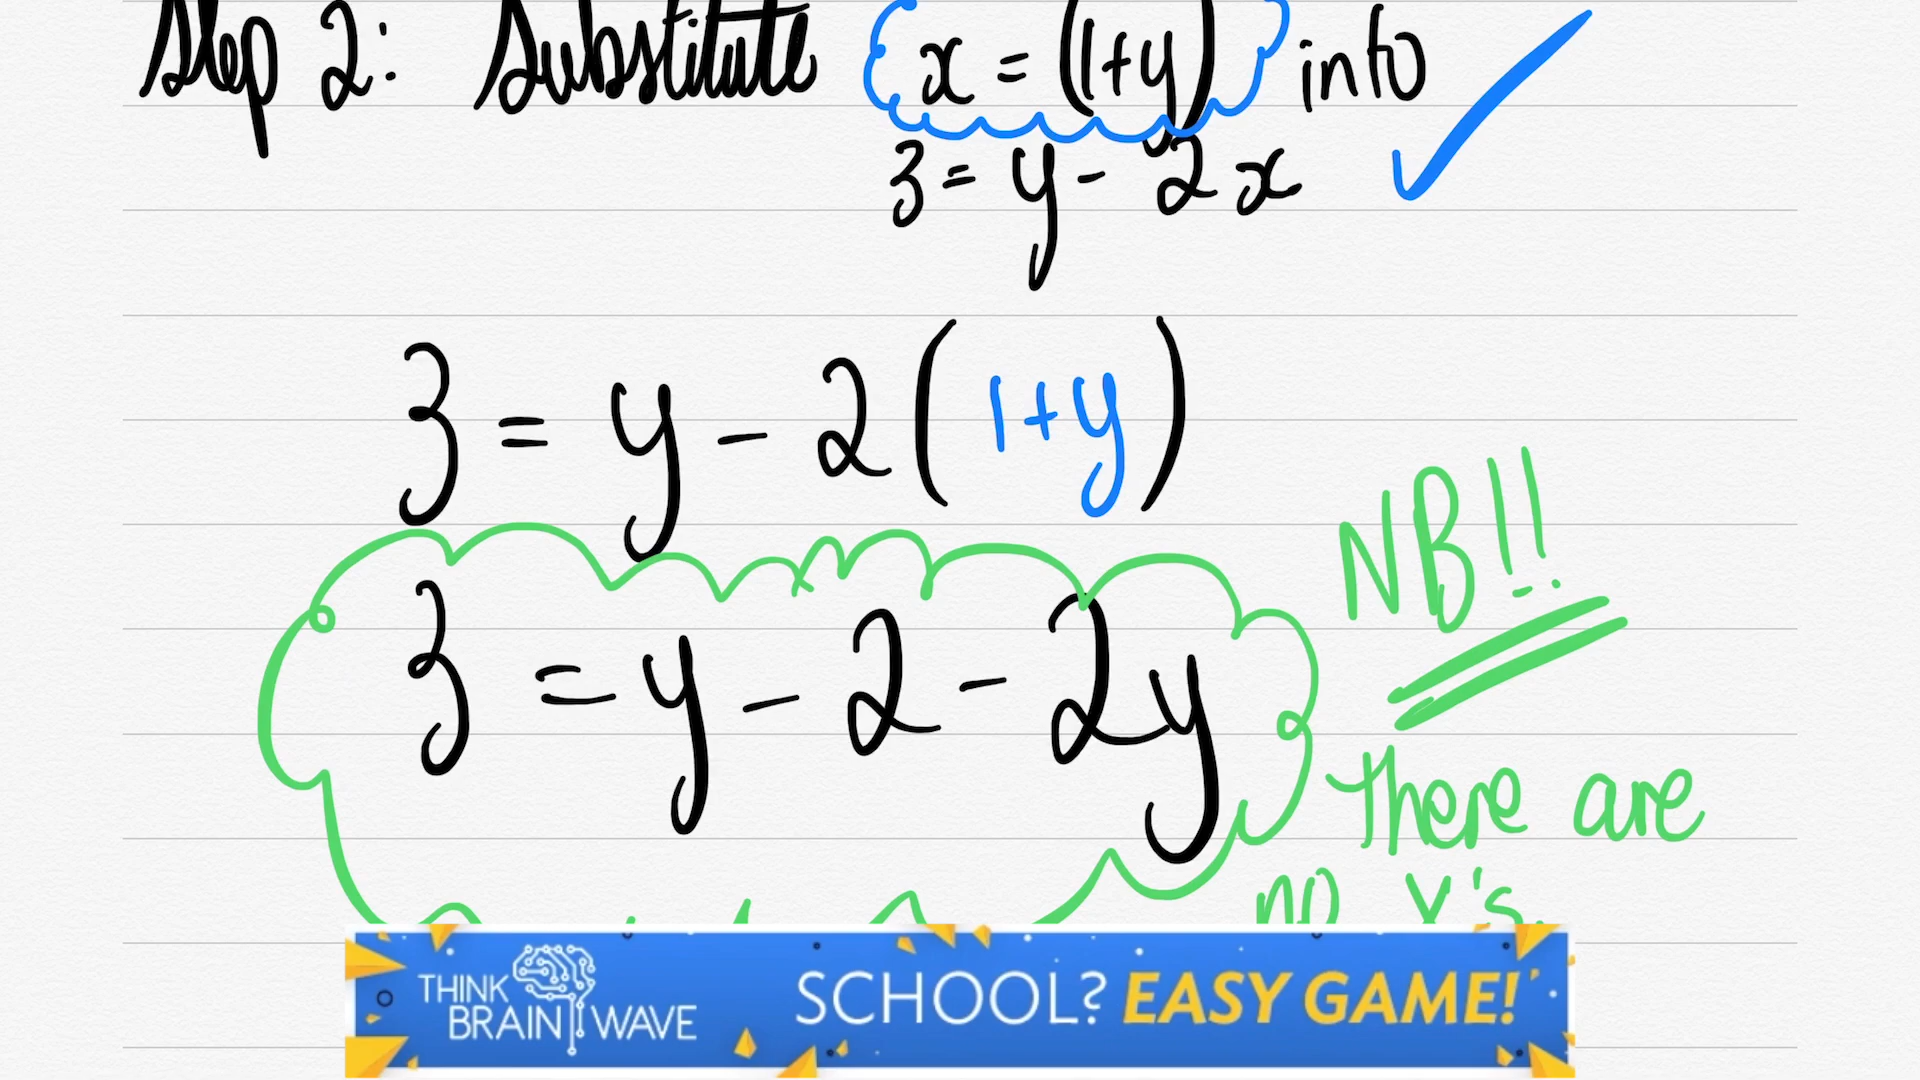 Step 2: Substitute x = (1+y) into
3 = y - 2x
3 = y - 2(1+y)
NB!!
3 = y - 2 - 2y
there are
no x's.
THINK BRAIN WAVE
SCHOOL? EASY GAME!